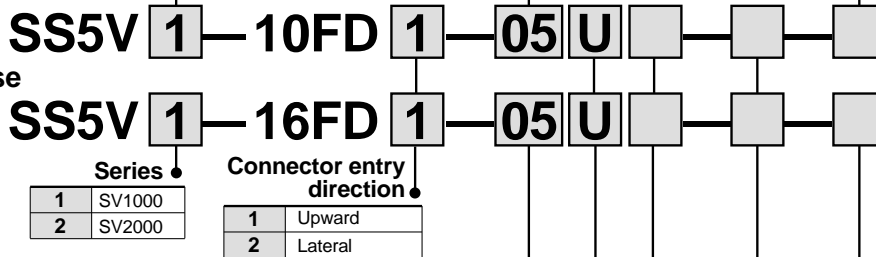 SS5V 1 — 10FD 1 — 05 U
se
SS5V 1 — 16FD 1 — 05 U
Series
1 SV1000
2 SV2000
Connector entry
direction
1 Upward
2 Lateral